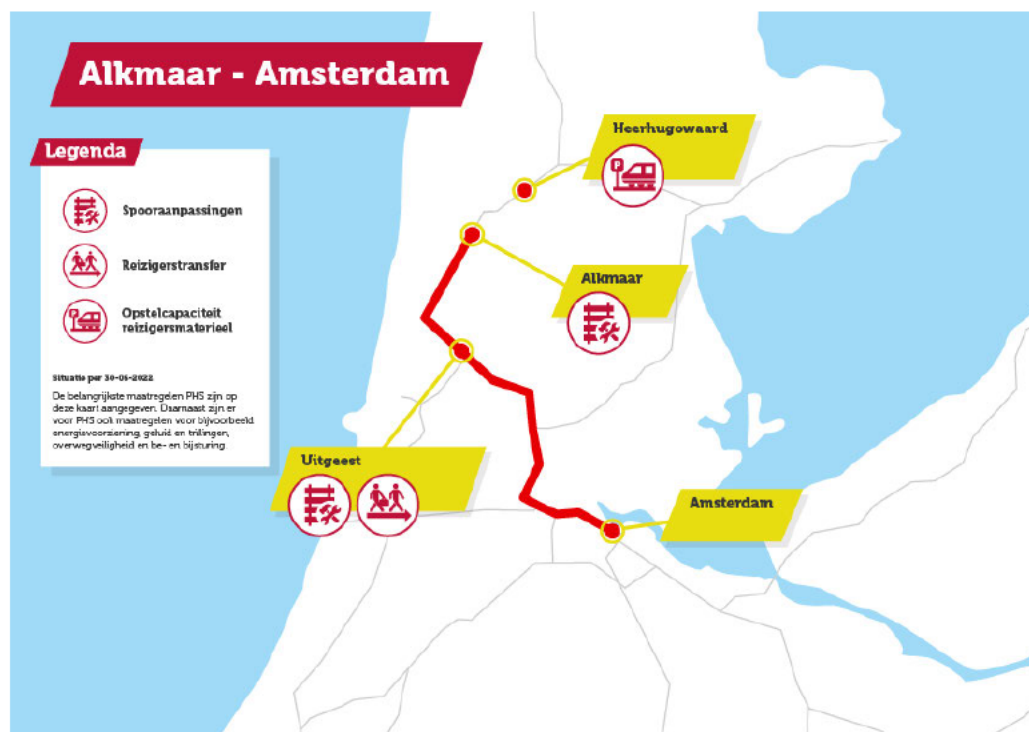 Alkmaar - Amsterdam
Legenda
Spooraanpassingen
Reizigerstransfer
Opstelcapaciteit
reizigersmaterieel
Situatie per 30-06-2022
De belangrijkste maatregelen PHS zijn op
deze kaart aangegeven. Daarnaast zijn er
voor PHS ook maatregelen voor bijvoorbeeld
energievoorziening, geluid en trillingen,
overwegveiligheid en be- en bijsturing.
Heerhugowaard
P
Alkmaar
Uitgeest
Amsterdam